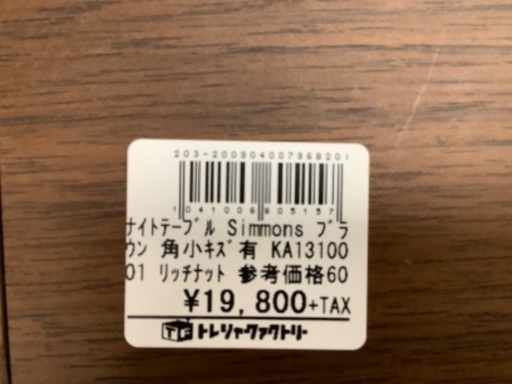 203-200904007968201
1041006605157
ナイトテーブル Simmons ブラ
ウン 角小キズ有 KA13100
01 リッチナット 参考価格60
¥19,800+TAX
TF トレジャーファクトリー